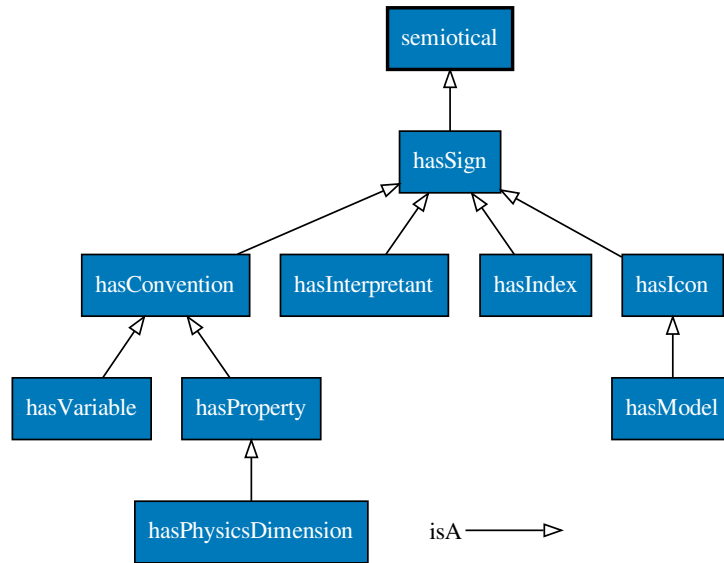 semiotical
hasSign
hasConvention
hasInterpretant
hasIndex
hasIcon
hasVariable
hasProperty
hasModel
hasPhysicsDimension
isA